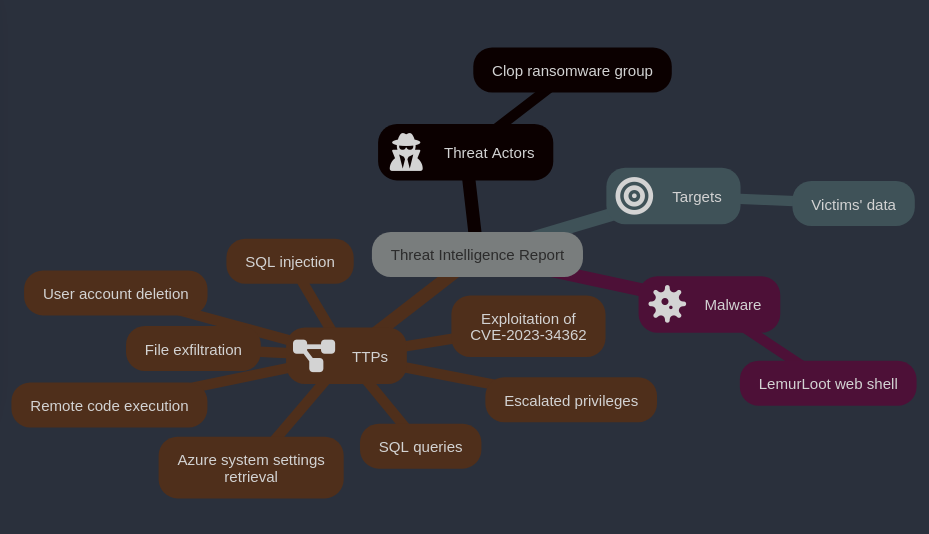 Clop ransomware group
Threat Actors
Targets
Victims' data
Threat Intelligence Report
SQL injection
User account deletion
Malware
Exploitation of
CVE-2023-34362
File exfiltration
TTPs
LemurLoot web shell
Escalated privileges
Remote code execution
SQL queries
Azure system settings
retrieval